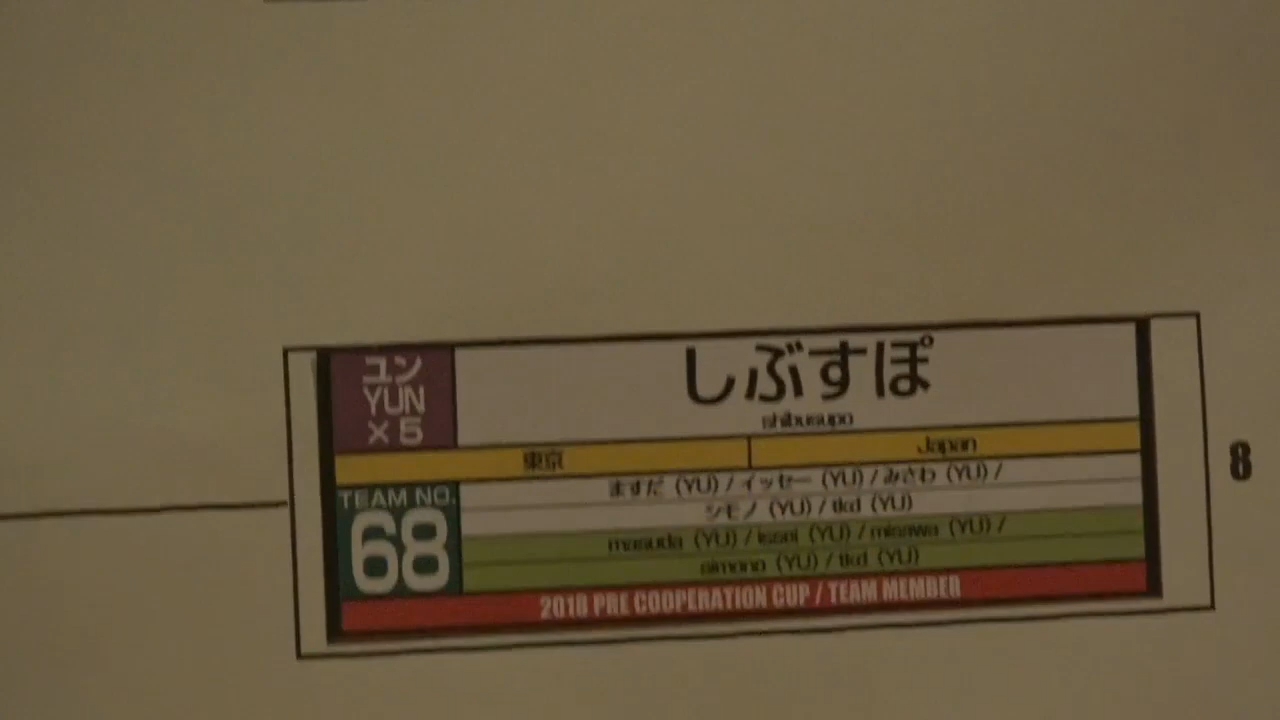 ユン
YUN
×5
しぶすぽ
shibusupo
東京
Japan
TEAM NO.
68
ますだ (YU) / イッセー (YU) / みさわ (YU) /
シモノ (YU) / tkd (YU)
masuda (YU) / issei (YU) / misawa (YU) /
simono (YU) / tkd (YU)
2018 PRE COOPERATION CUP / TEAM MEMBER
8